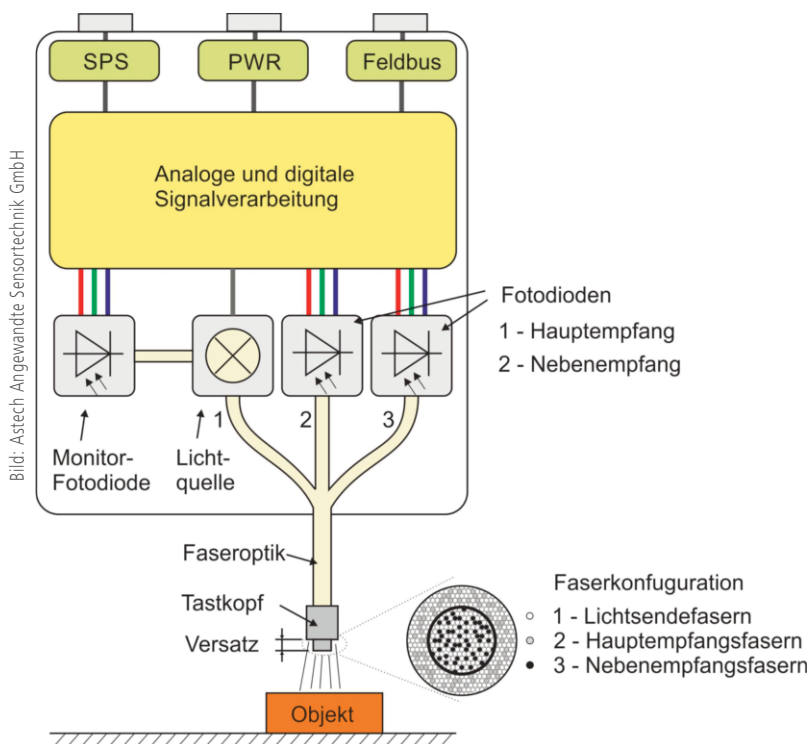 SPS
PWR
Feldbus
Analoge und digitale
Signalverarbeitung
Bild: Astech Angewandte Sensortechnik GmbH
Fotodioden
1 - Hauptempfang
2 - Nebenempfang
1
2
3
Monitor-
Fotodiode
Licht-
quelle
Faseroptik
Tastkopf
Versatz
Faserkonfuguration
1 - Lichtsendefasern
2 - Hauptempfangsfasern
3 - Nebenempfangsfasern
Objekt